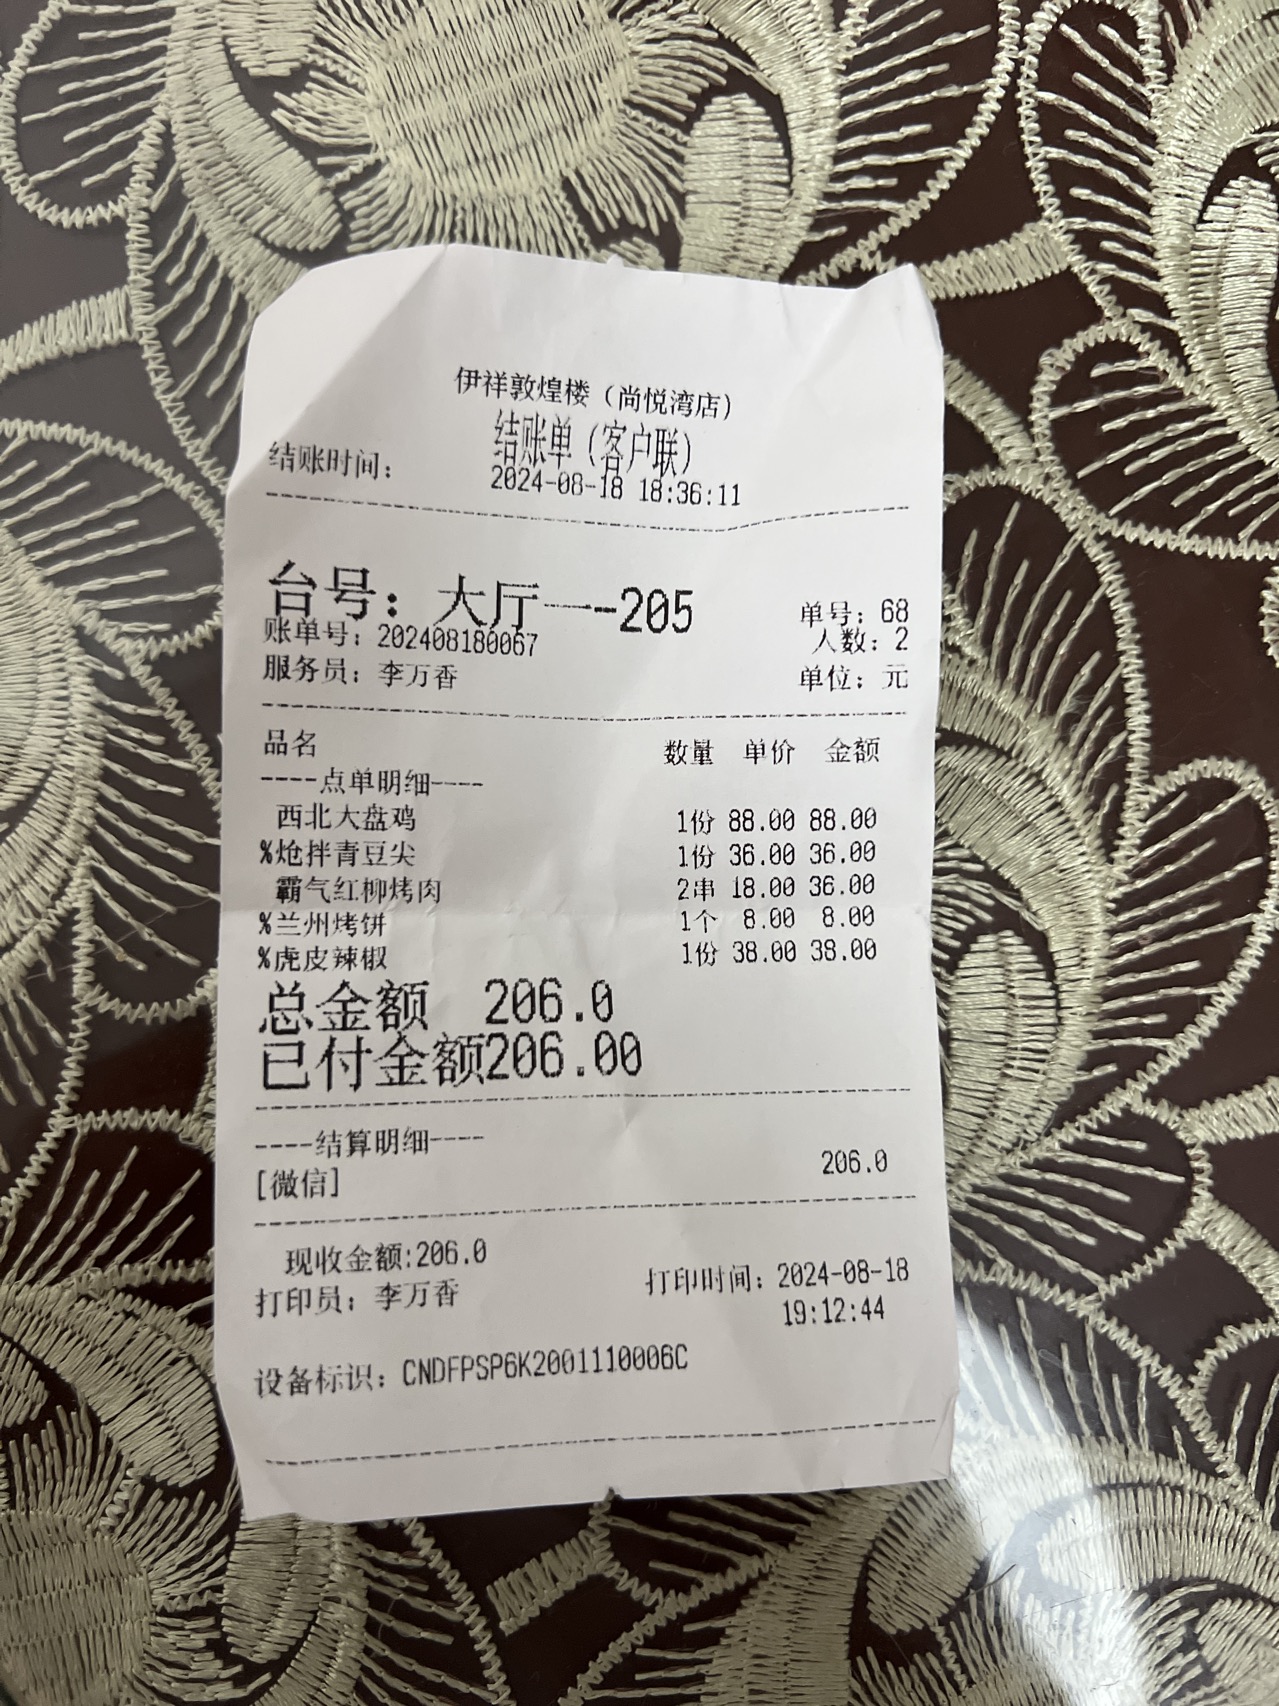 伊祥敦煌楼（尚悦湾店）
结账单（客户联）
结账时间： 2024-08-18 18:36:11
台号：大厅一-205 单号：68
账单号：202408180067 人数：2
服务员：李万香 单位：元
品名 数量 单价 金额
----点单明细----
西北大盘鸡 1份 88.00 88.00
%炝拌青豆尖 1份 36.00 36.00
霸气红柳烤肉 2串 18.00 36.00
%兰州烤饼 1个 8.00 8.00
%虎皮辣椒 1份 38.00 38.00
总金额 206.0
已付金额206.00
----结算明细----
[微信] 206.0
现收金额:206.0
打印员：李万香 打印时间：2024-08-18
19:12:44
设备标识：CNDFPSP6K2001110006C